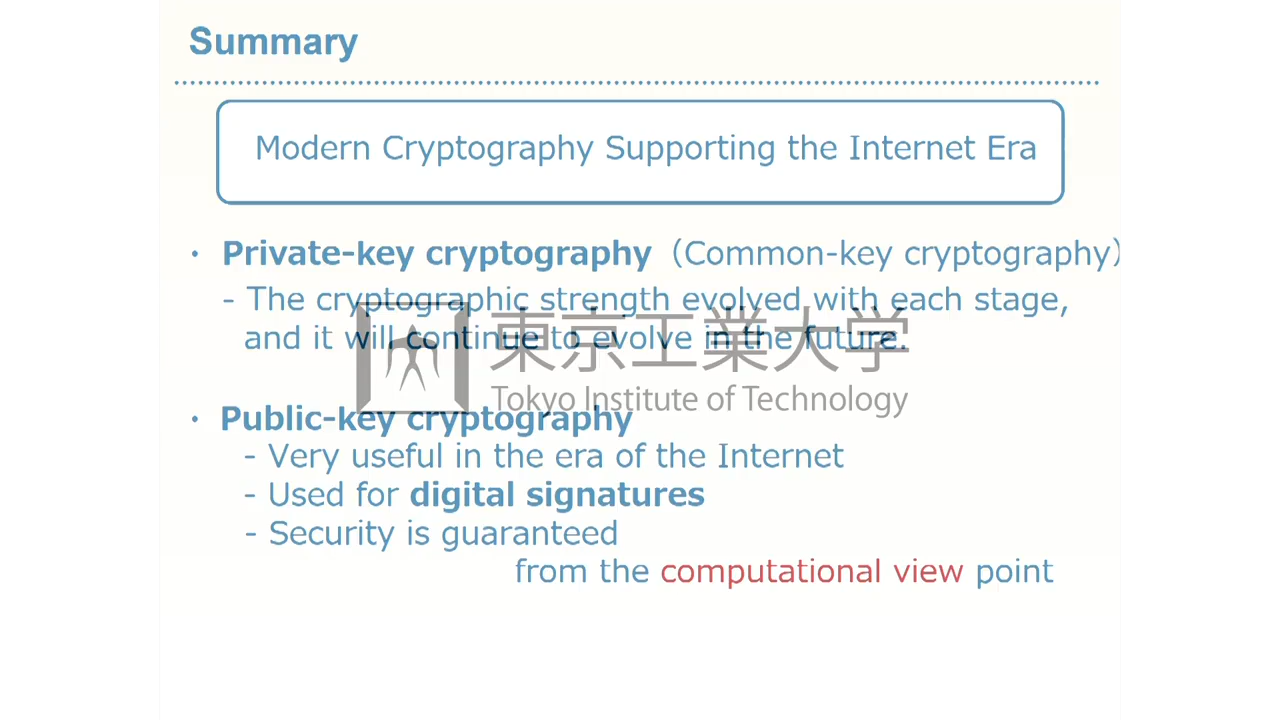 Summary
Modern Cryptography Supporting the Internet Era
・ Private-key cryptography （Common-key cryptography）
- The cryptographic strength evolved with each stage,
and it will continue to evolve in the future.
東京工業大学
Tokyo Institute of Technology
・ Public-key cryptography
- Very useful in the era of the Internet
- Used for digital signatures
- Security is guaranteed
from the computational view point